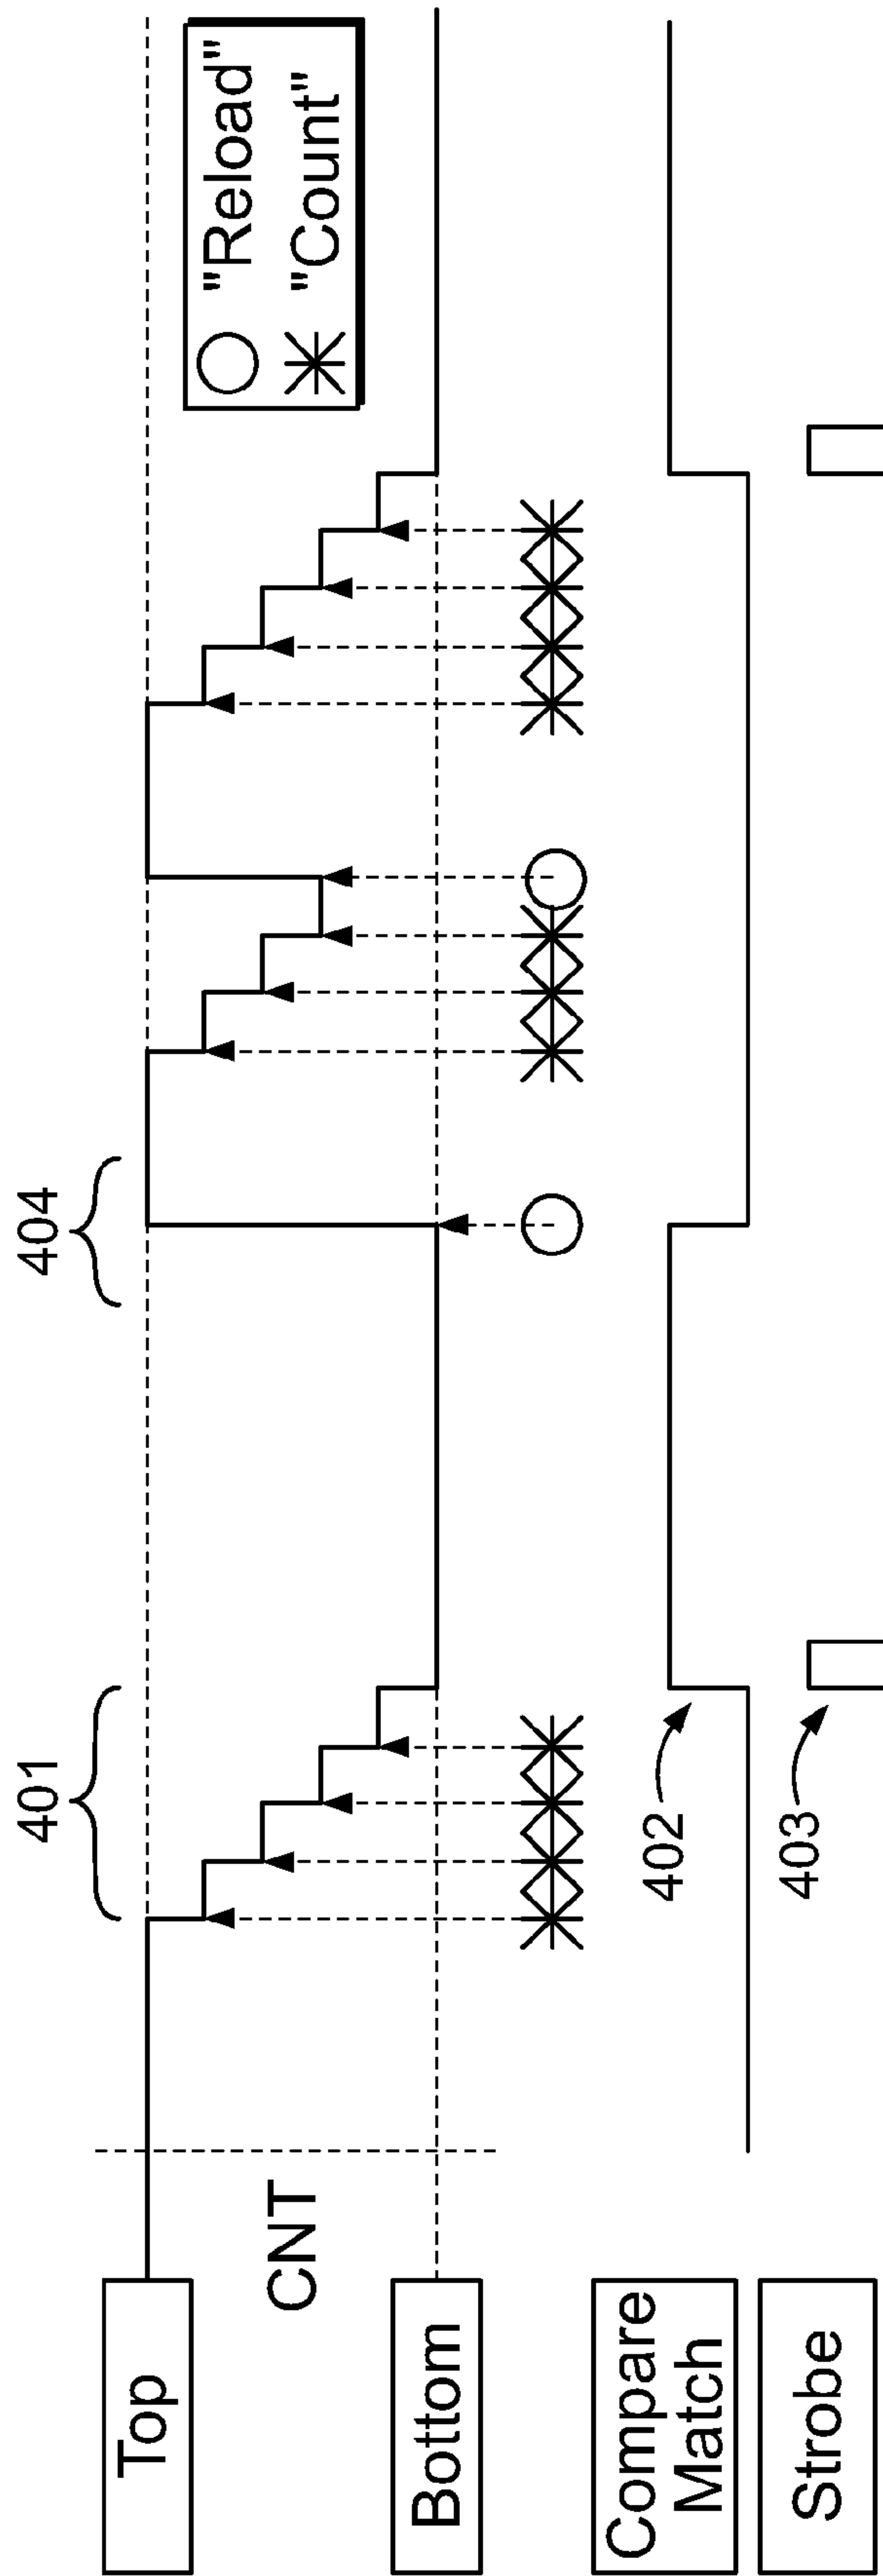 401
404
Top
CNT
Bottom
"Reload"
"Count"
402
403
Compare
Match
Strobe